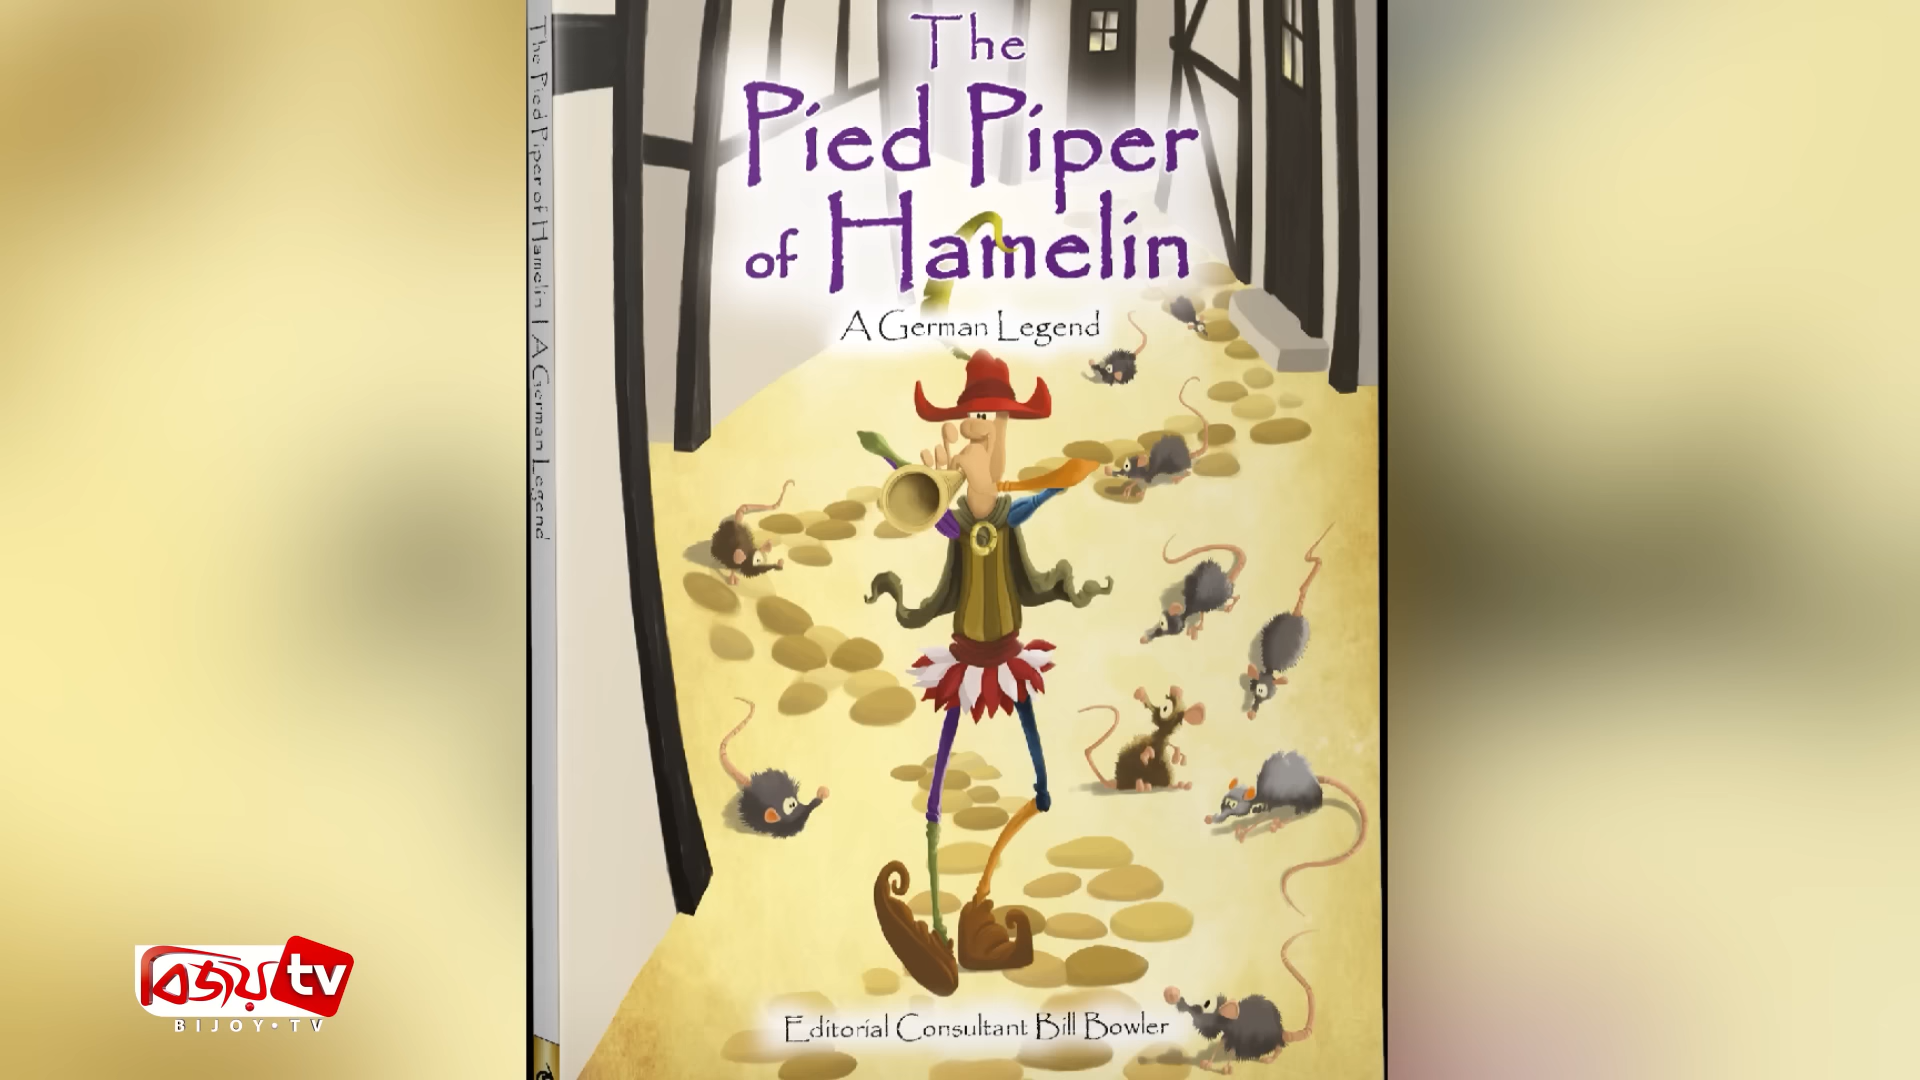 The
Pied Piper
of Hamelin
A German Legend
The Pied Piper of Hamelin | A German Legend
Editorial Consultant Bill Bowler
বিজয় tv
BIJOY•TV